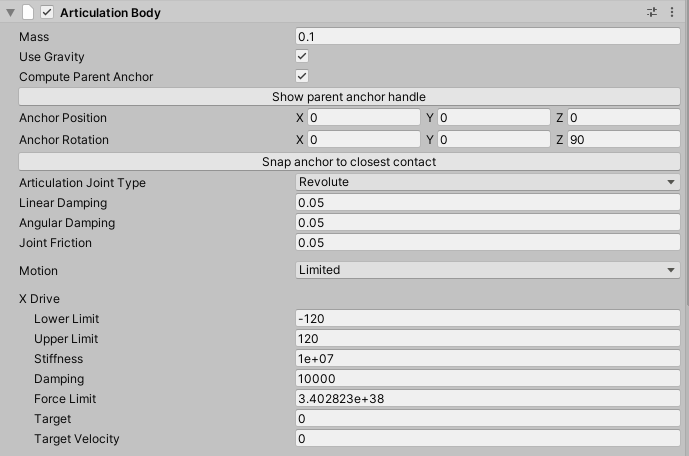 Articulation Body
Mass 0.1
Use Gravity
Compute Parent Anchor
Show parent anchor handle
Anchor Position X 0 Y 0 Z 0
Anchor Rotation X 0 Y 0 Z 90
Snap anchor to closest contact
Articulation Joint Type Revolute
Linear Damping 0.05
Angular Damping 0.05
Joint Friction 0.05
Motion Limited
X Drive
Lower Limit -120
Upper Limit 120
Stiffness 1e+07
Damping 10000
Force Limit 3.402823e+38
Target 0
Target Velocity 0